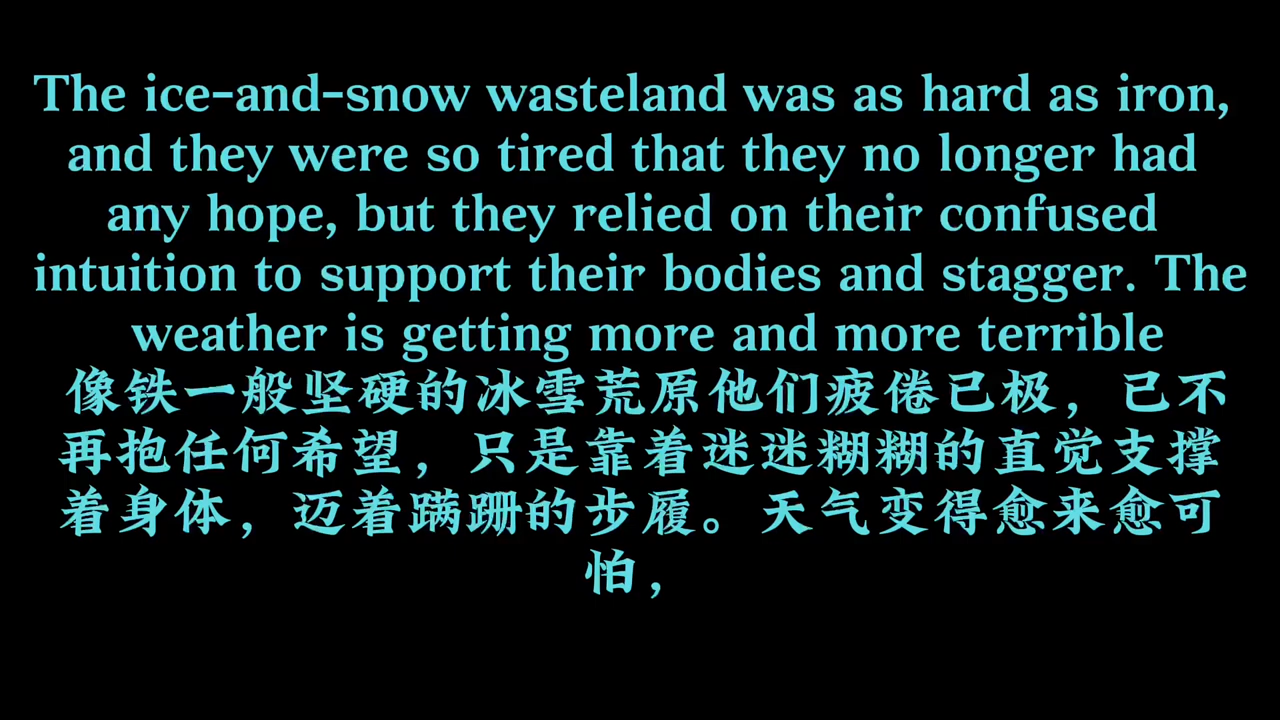 The ice-and-snow wasteland was as hard as iron,
and they were so tired that they no longer had
any hope, but they relied on their confused
intuition to support their bodies and stagger. The
weather is getting more and more terrible
像铁一般坚硬的冰雪荒原他们疲倦已极，已不
再抱任何希望，只是靠着迷迷糊糊的直觉支撑
着身体，迈着蹒跚的步履。天气变得愈来愈可
怕，